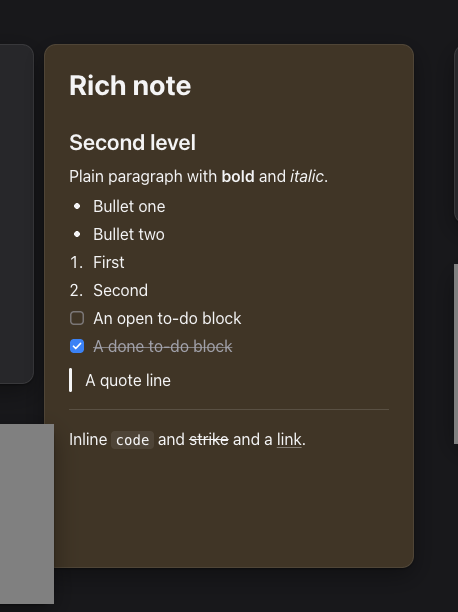 Rich note
Second level
Plain paragraph with bold and italic.
• Bullet one
• Bullet two
1. First
2. Second
An open to-do block
A done to-do block
A quote line
Inline code and strike and a link.